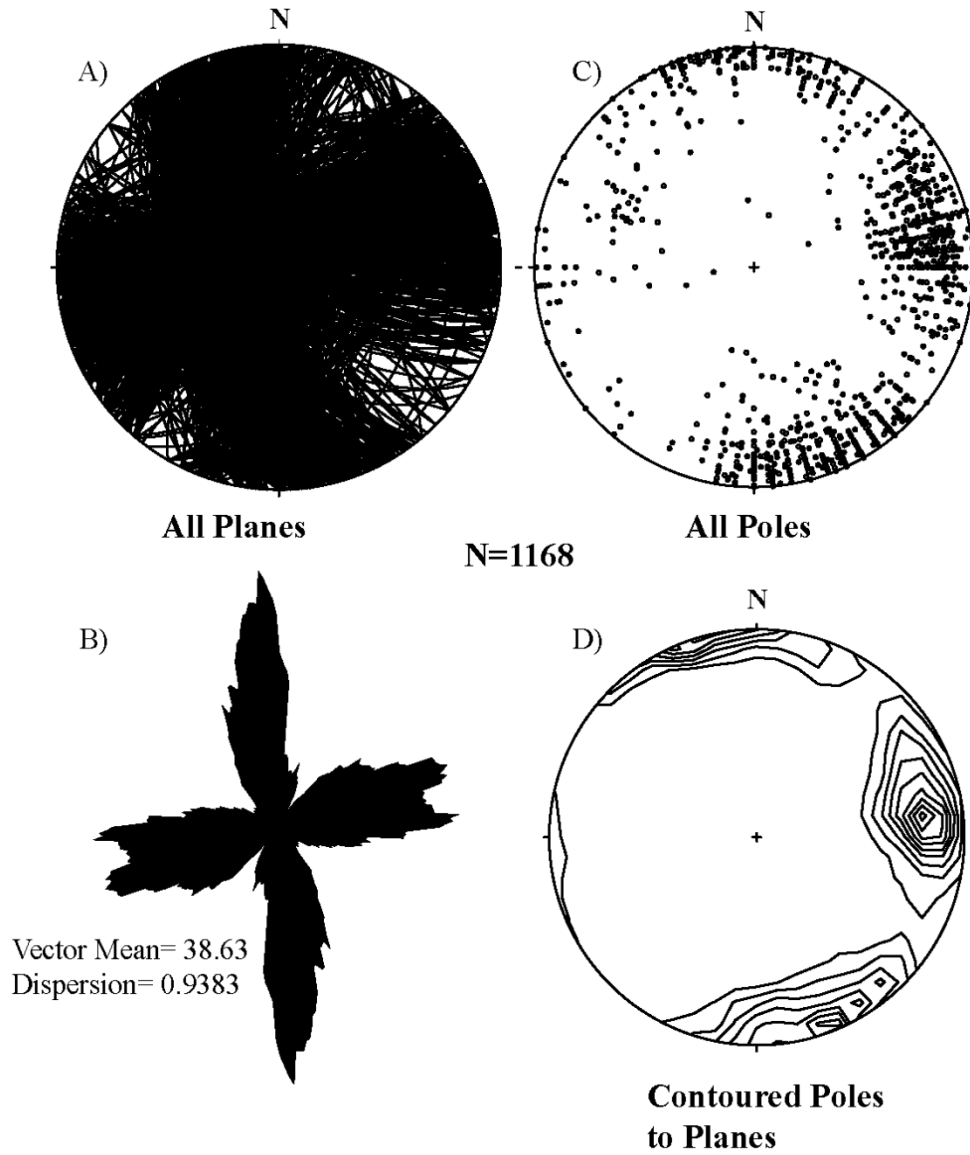 N
A)
All Planes
N
C)
All Poles
N=1168
B)
Vector Mean= 38.63
Dispersion= 0.9383
N
D)
Contoured Poles
to Planes